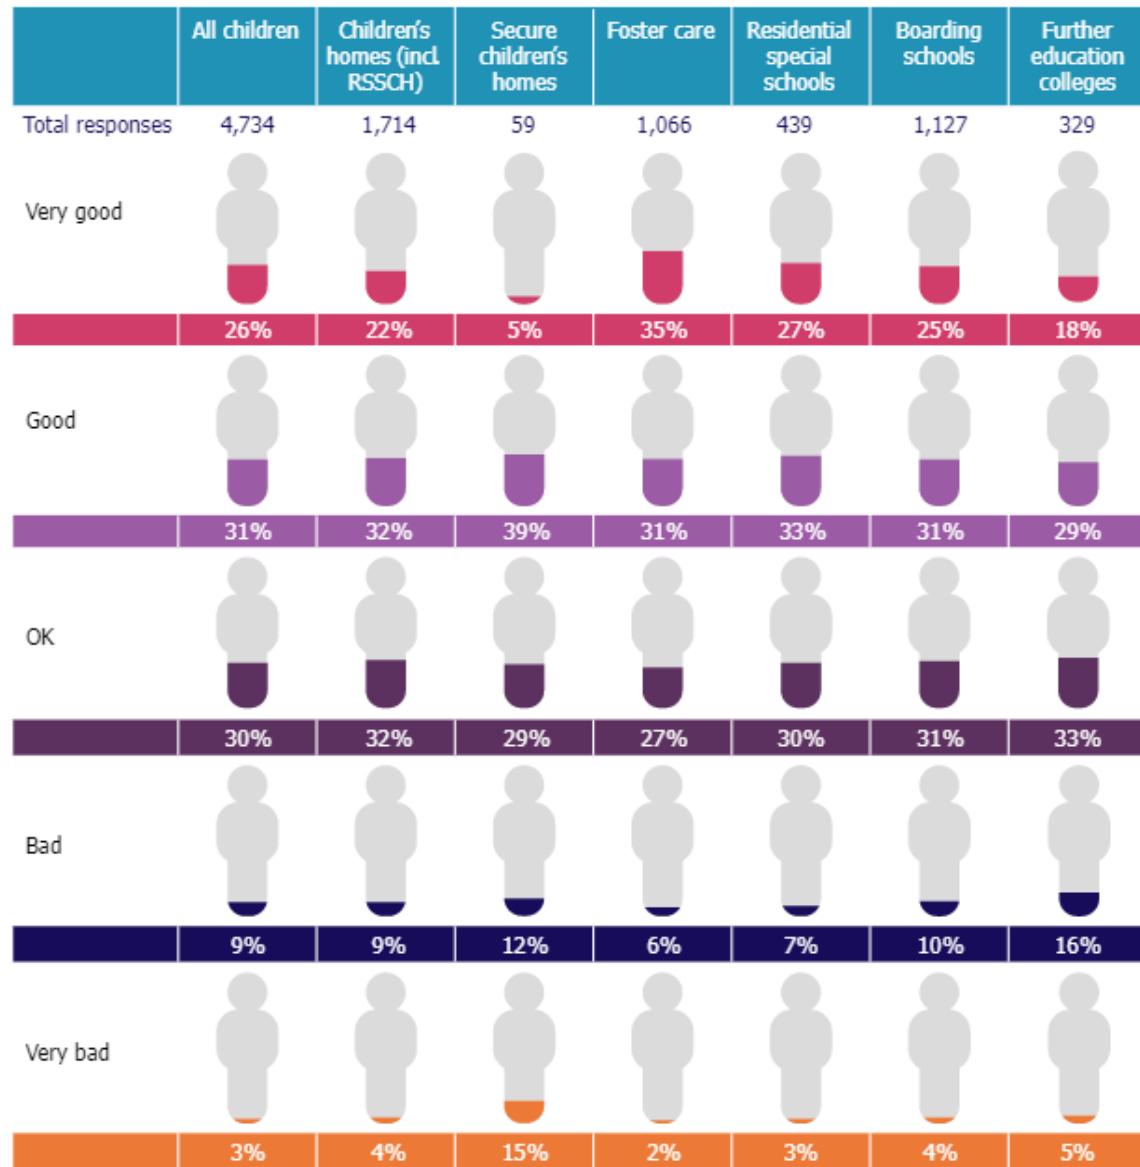 All children Children's Secure Foster care Residential Boarding Further
homes (incl. children's special schools education
RSSCH) homes schools colleges
Total responses 4,734 1,714 59 1,066 439 1,127 329
Very good
26% 22% 5% 35% 27% 25% 18%
Good
31% 32% 39% 31% 33% 31% 29%
OK
30% 32% 29% 27% 30% 31% 33%
Bad
9% 9% 12% 6% 7% 10% 16%
Very bad
3% 4% 15% 2% 3% 4% 5%